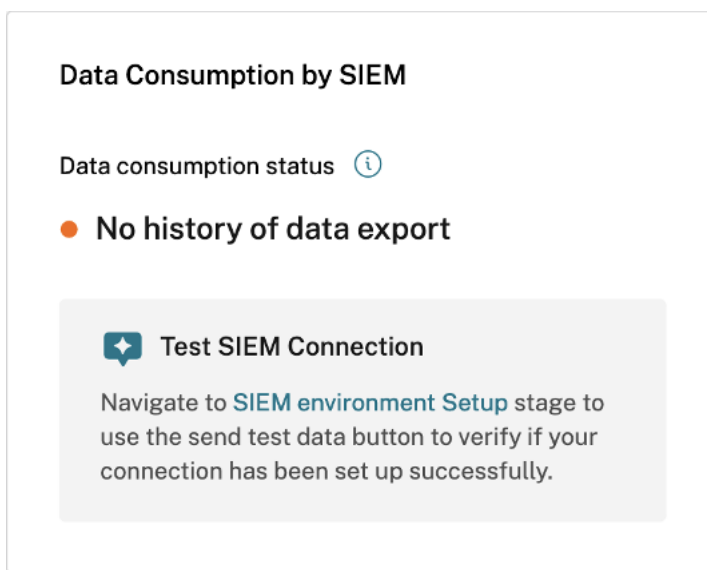 Data Consumption by SIEM
Data consumption status
No history of data export
Test SIEM Connection
Navigate to SIEM environment Setup stage to
use the send test data button to verify if your
connection has been set up successfully.